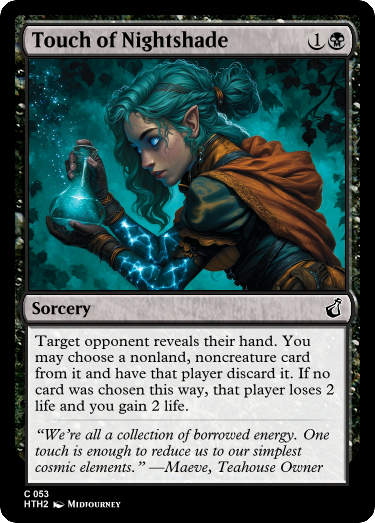 Touch of Nightshade 1
Sorcery
Target opponent reveals their hand. You
may choose a nonland, noncreature card
from it and have that player discard it. If no
card was chosen this way, that player loses 2
life and you gain 2 life.
“We’re all a collection of borrowed energy. One
touch is enough to reduce us to our simplest
cosmic elements.” —Maeve, Teahouse Owner
C 053
HTH2 Midjourney